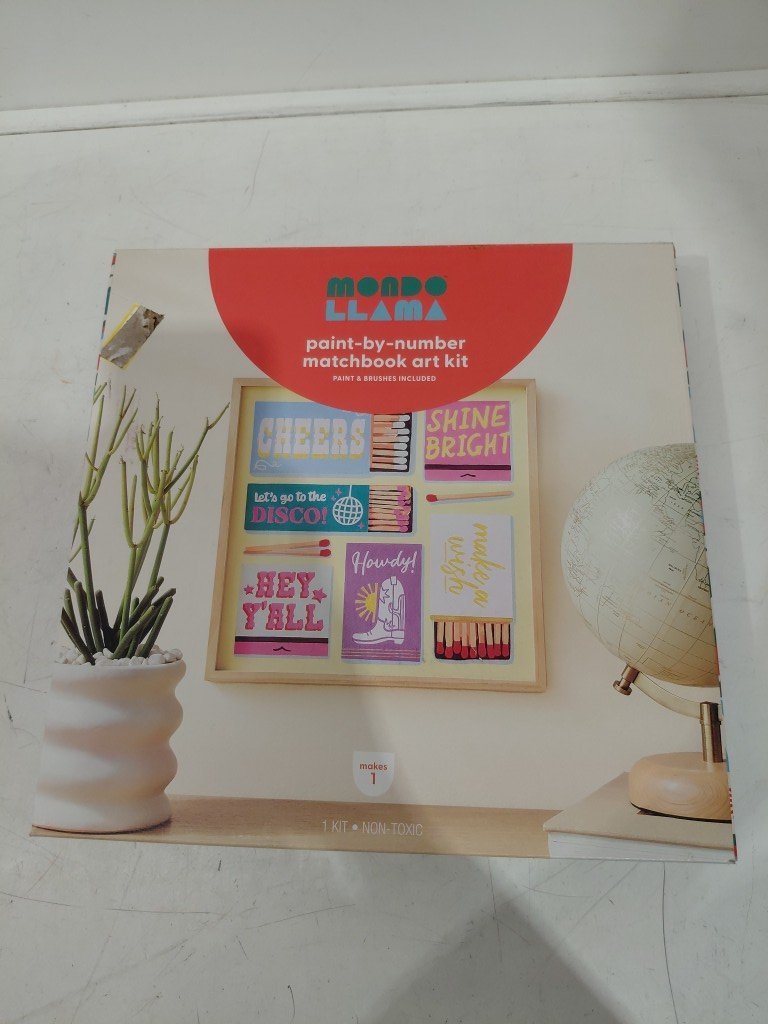 MONDO
LLAMA
paint-by-number
matchbook art kit
PAINT & BRUSHES INCLUDED
CHEERS
SHINE
BRIGHT
Let's go to the
DISCO!
make a
wish
Howdy!
HEY
Y'ALL
makes
1
1 KIT • NON-TOXIC